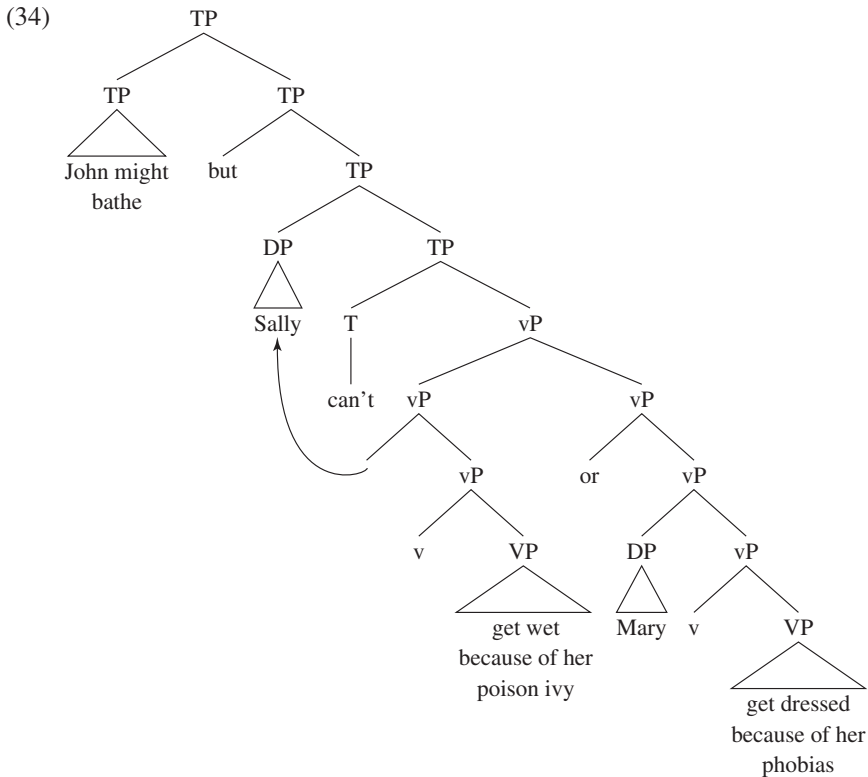 (34)
TP
TP TP
John might
bathe
but TP
DP TP
Sally T vP
can't vP vP
vP or vP
v VP DP vP
get wet
because of her
poison ivy
Mary v VP
get dressed
because of her
phobias